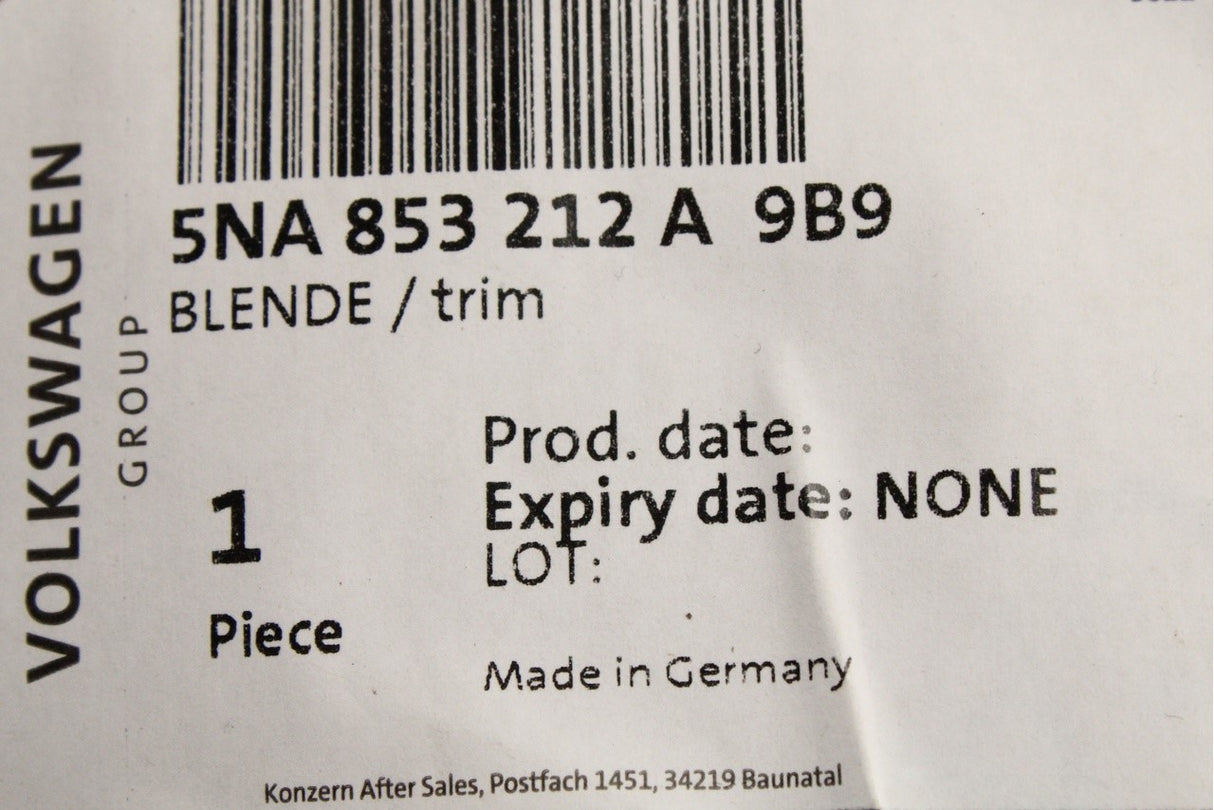 5NA 853 212 A 9B9
BLENDE / trim
VOLKSWAGEN
GROUP
Prod. date:
Expiry date: NONE
LOT:
1
Piece
Made in Germany
Konzern After Sales, Postfach 1451, 34219 Baunatal